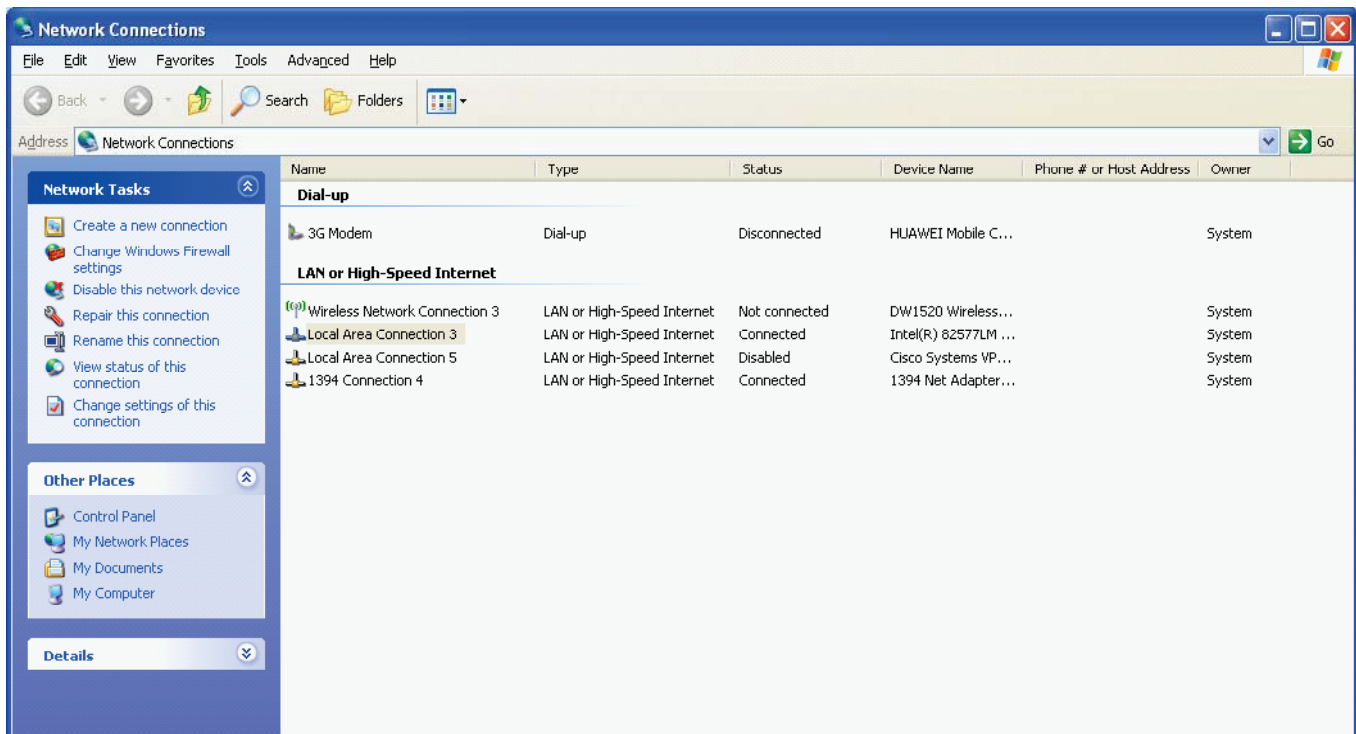 Network Connections
File Edit View Favorites Tools Advanced Help
Back Search Folders
Address Network Connections Go
Network Tasks
Create a new connection
Change Windows Firewall
settings
Disable this network device
Repair this connection
Rename this connection
View status of this
connection
Change settings of this
connection
Other Places
Control Panel
My Network Places
My Documents
My Computer
Details
Name Type Status Device Name Phone # or Host Address Owner
Dial-up
3G Modem Dial-up Disconnected HUAWEI Mobile C... System
LAN or High-Speed Internet
Wireless Network Connection 3 LAN or High-Speed Internet Not connected DW1520 Wireless... System
Local Area Connection 3 LAN or High-Speed Internet Connected Intel(R) 82577LM ... System
Local Area Connection 5 LAN or High-Speed Internet Disabled Cisco Systems VP... System
1394 Connection 4 LAN or High-Speed Internet Connected 1394 Net Adapter... System